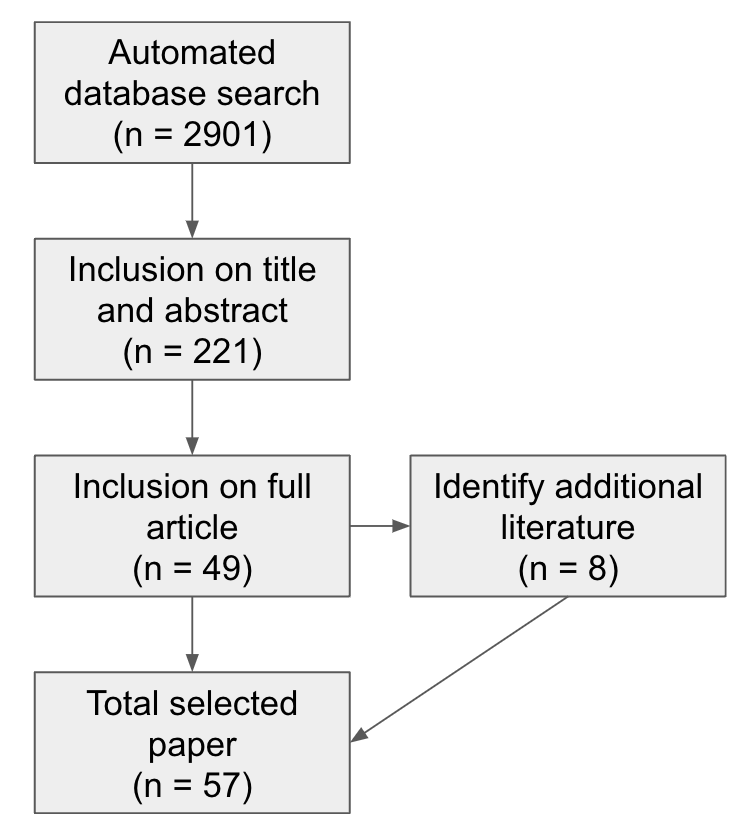 Automated
database search
(n = 2901)
Inclusion on title
and abstract
(n = 221)
Inclusion on full
article
(n = 49)
Identify additional
literature
(n = 8)
Total selected
paper
(n = 57)